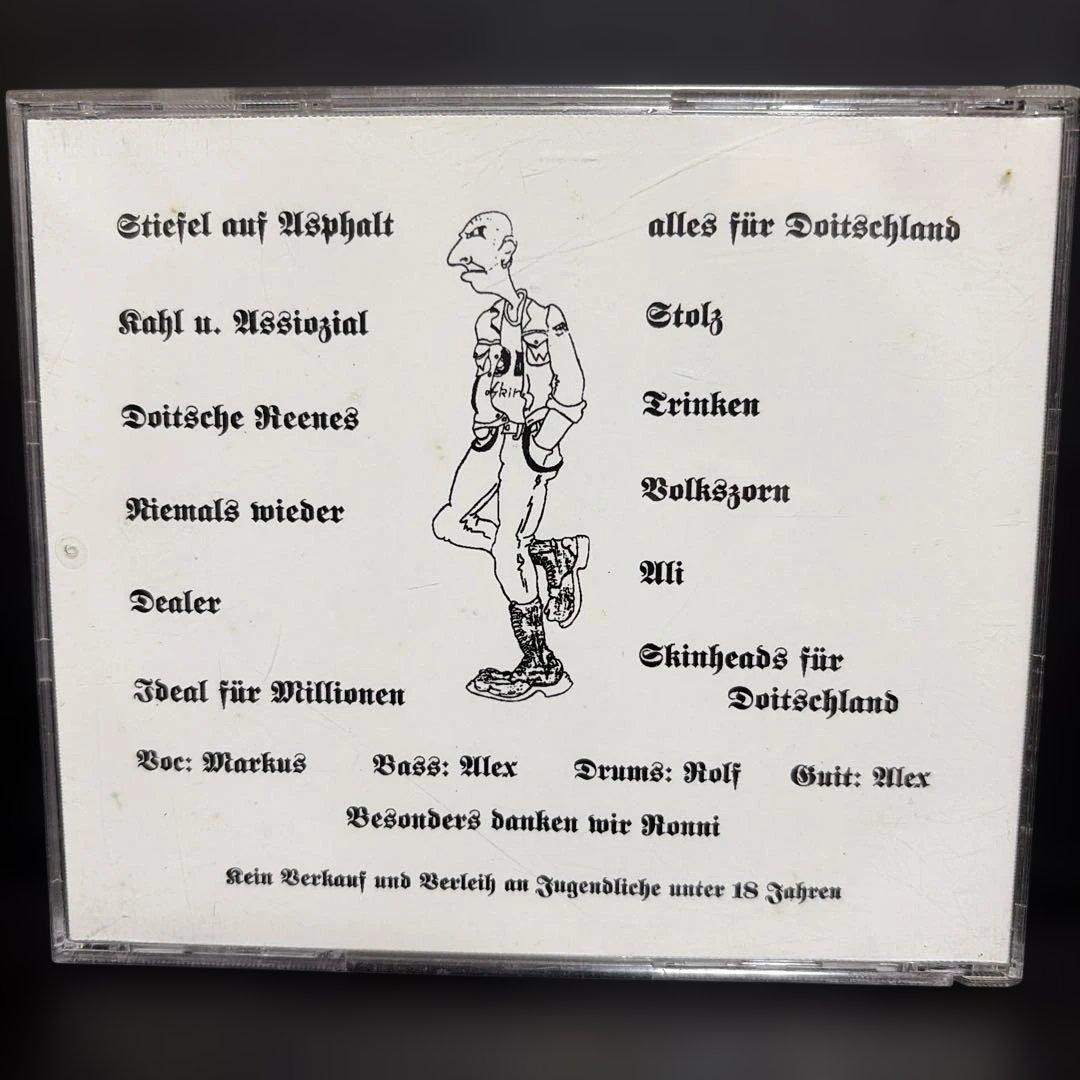 Stiefel auf Asphalt
Kahl u. Assiozial
Doitsche Reenes
Niemals wieder
Dealer
Ideal für Millionen
alles für Doitschland
Stolz
Trinken
Volkszorn
Ali
Skinheads für
Doitschland
skin
Voc: Markus Bass: Alex Drums: Rolf Guit: Alex
Besonders danken wir Ronni
Kein Verkauf und Verleih an Jugendliche unter 18 Jahren